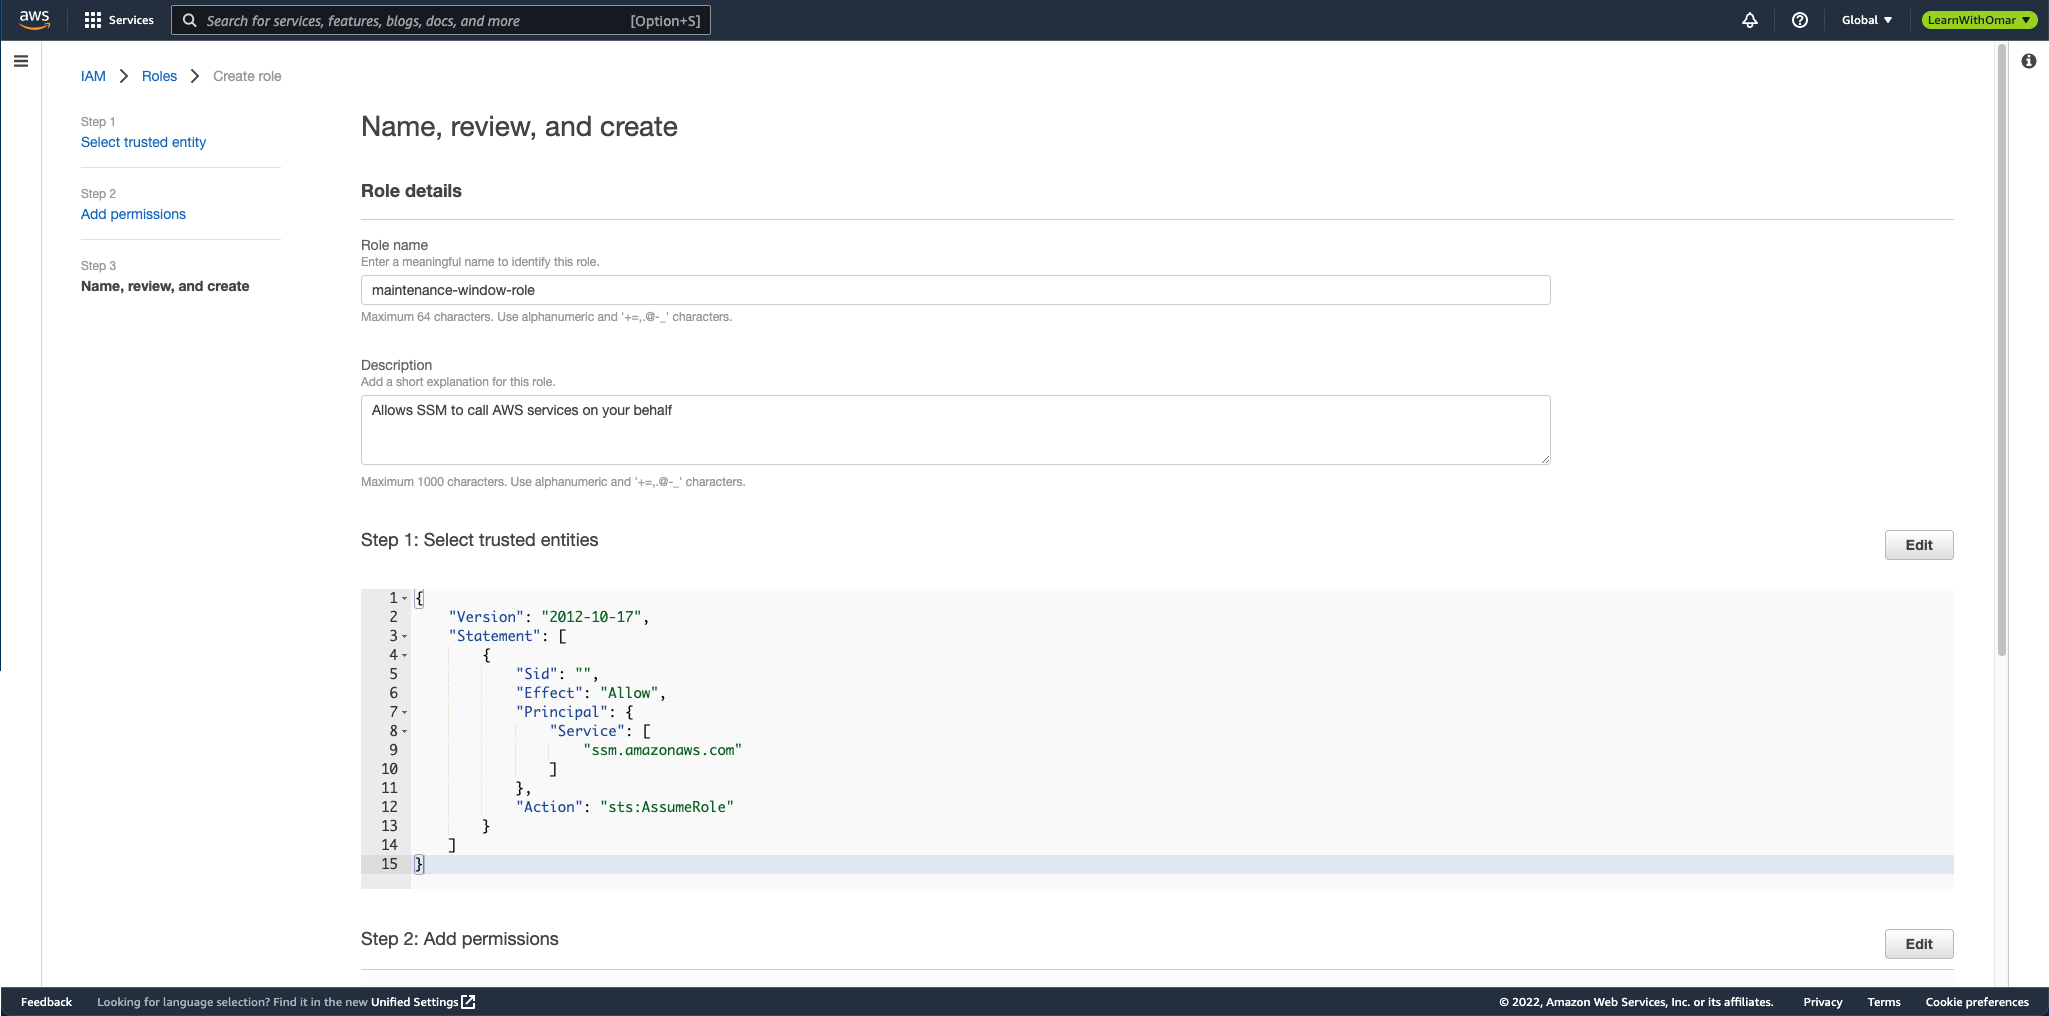 aws Services Search for services, features, blogs, docs, and more [Option+S] Global LearnWithOmar
IAM Roles Create role
Step 1
Select trusted entity
Step 2
Add permissions
Step 3
Name, review, and create
Name, review, and create
Role details
Role name
Enter a meaningful name to identify this role.
maintenance-window-role
Maximum 64 characters. Use alphanumeric and '+=,.@-_' characters.
Description
Add a short explanation for this role.
Allows SSM to call AWS services on your behalf
Maximum 1000 characters. Use alphanumeric and '+=,.@-_' characters.
Step 1: Select trusted entities Edit
1 {
2 "Version": "2012-10-17",
3 "Statement": [
4 {
5 "Sid": "",
6 "Effect": "Allow",
7 "Principal": {
8 "Service": [
9 "ssm.amazonaws.com"
10 ]
11 },
12 "Action": "sts:AssumeRole"
13 }
14 ]
15 }
Step 2: Add permissions Edit
Feedback Looking for language selection? Find it in the new Unified Settings © 2022, Amazon Web Services, Inc. or its affiliates. Privacy Terms Cookie preferences